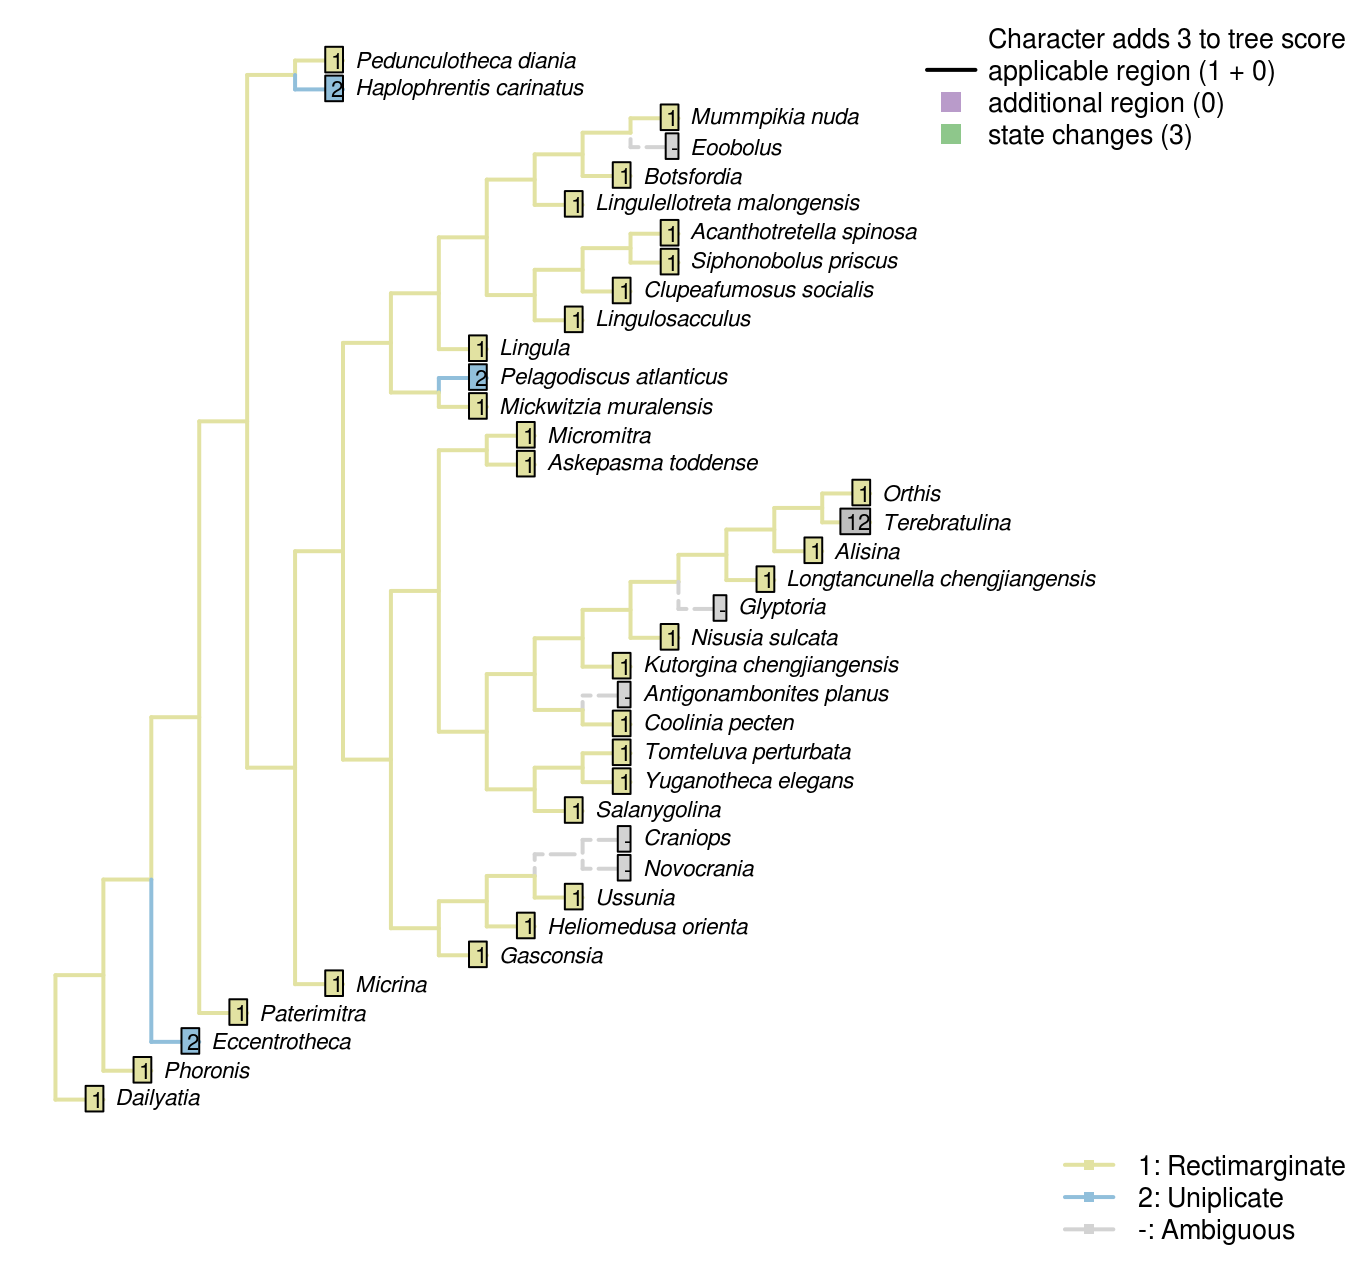 Character adds 3 to tree score
applicable region (1 + 0)
additional region (0)
state changes (3)
1 Pedunculotheca diania
2 Haplophrentis carinatus
1 Mummpikia nuda
- Eoobolus
1 Botsfordia
1 Lingulellotreta malongensis
1 Acanthotretella spinosa
1 Siphonobolus priscus
1 Clupeafumosus socialis
1 Lingulosacculus
1 Lingula
2 Pelagodiscus atlanticus
1 Mickwitzia muralensis
1 Micromitra
1 Askepasma toddense
1 Orthis
12 Terebratulina
1 Alisina
1 Longtancunella chengjiangensis
- Glyptoria
1 Nisusia sulcata
1 Kutorgina chengjiangensis
- Antigonambonites planus
1 Coolinia pecten
1 Tomteluva perturbata
1 Yuganotheca elegans
1 Salanygolina
- Craniops
- Novocrania
1 Ussunia
1 Heliomedusa orienta
1 Gasconsia
1 Micrina
1 Paterimitra
2 Eccentrotheca
1 Phoronis
1 Dailyatia
1: Rectimarginate
2: Uniplicate
-: Ambiguous